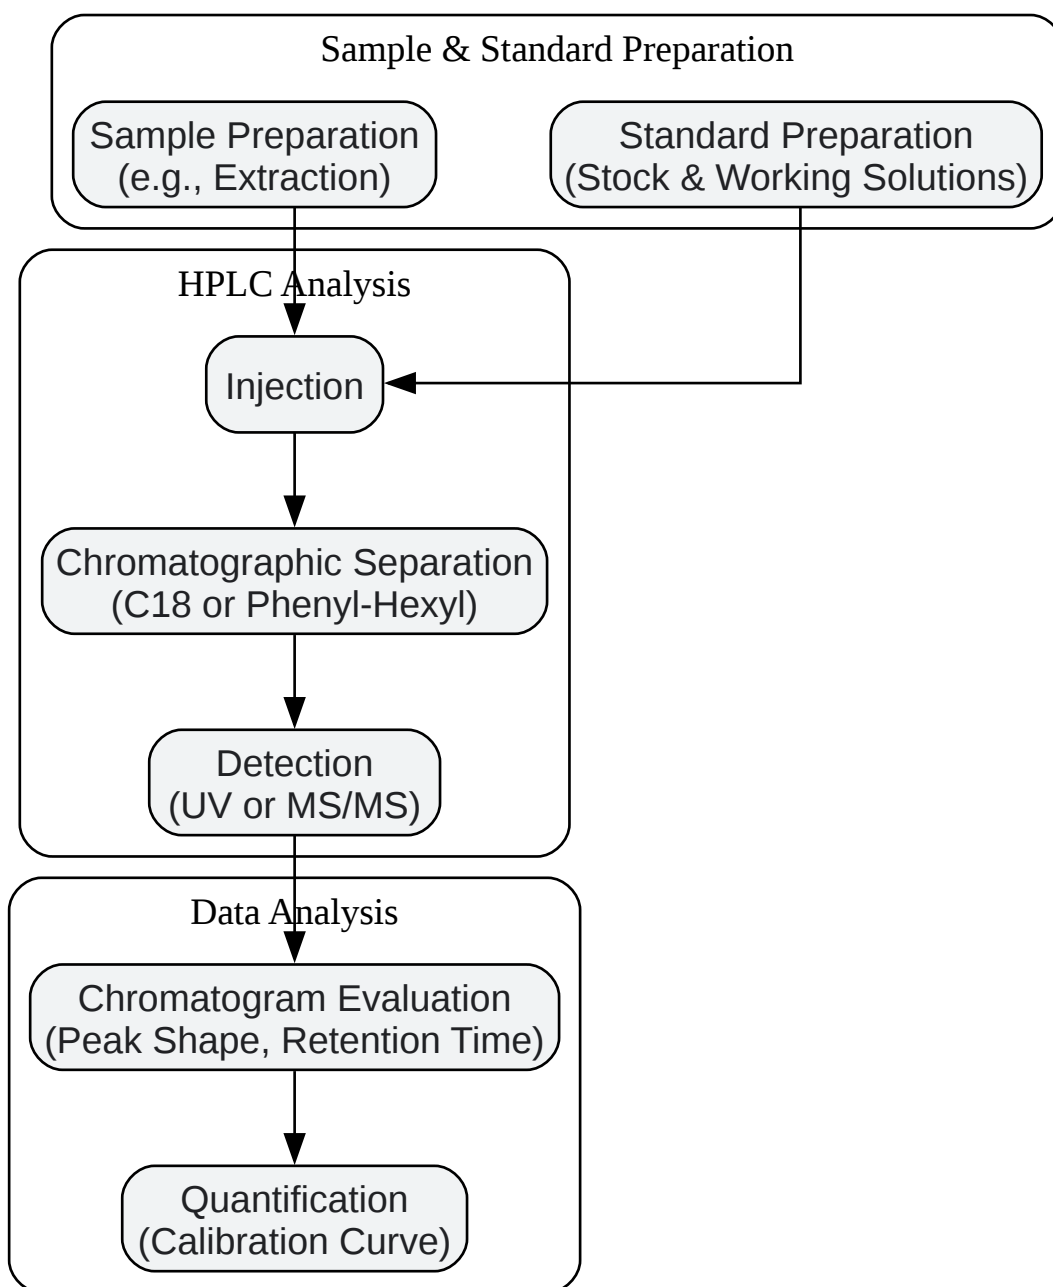 Sample & Standard Preparation
Sample Preparation
(e.g., Extraction)
Standard Preparation
(Stock & Working Solutions)
HPLC Analysis
Injection
Chromatographic Separation
(C18 or Phenyl-Hexyl)
Detection
(UV or MS/MS)
Data Analysis
Chromatogram Evaluation
(Peak Shape, Retention Time)
Quantification
(Calibration Curve)